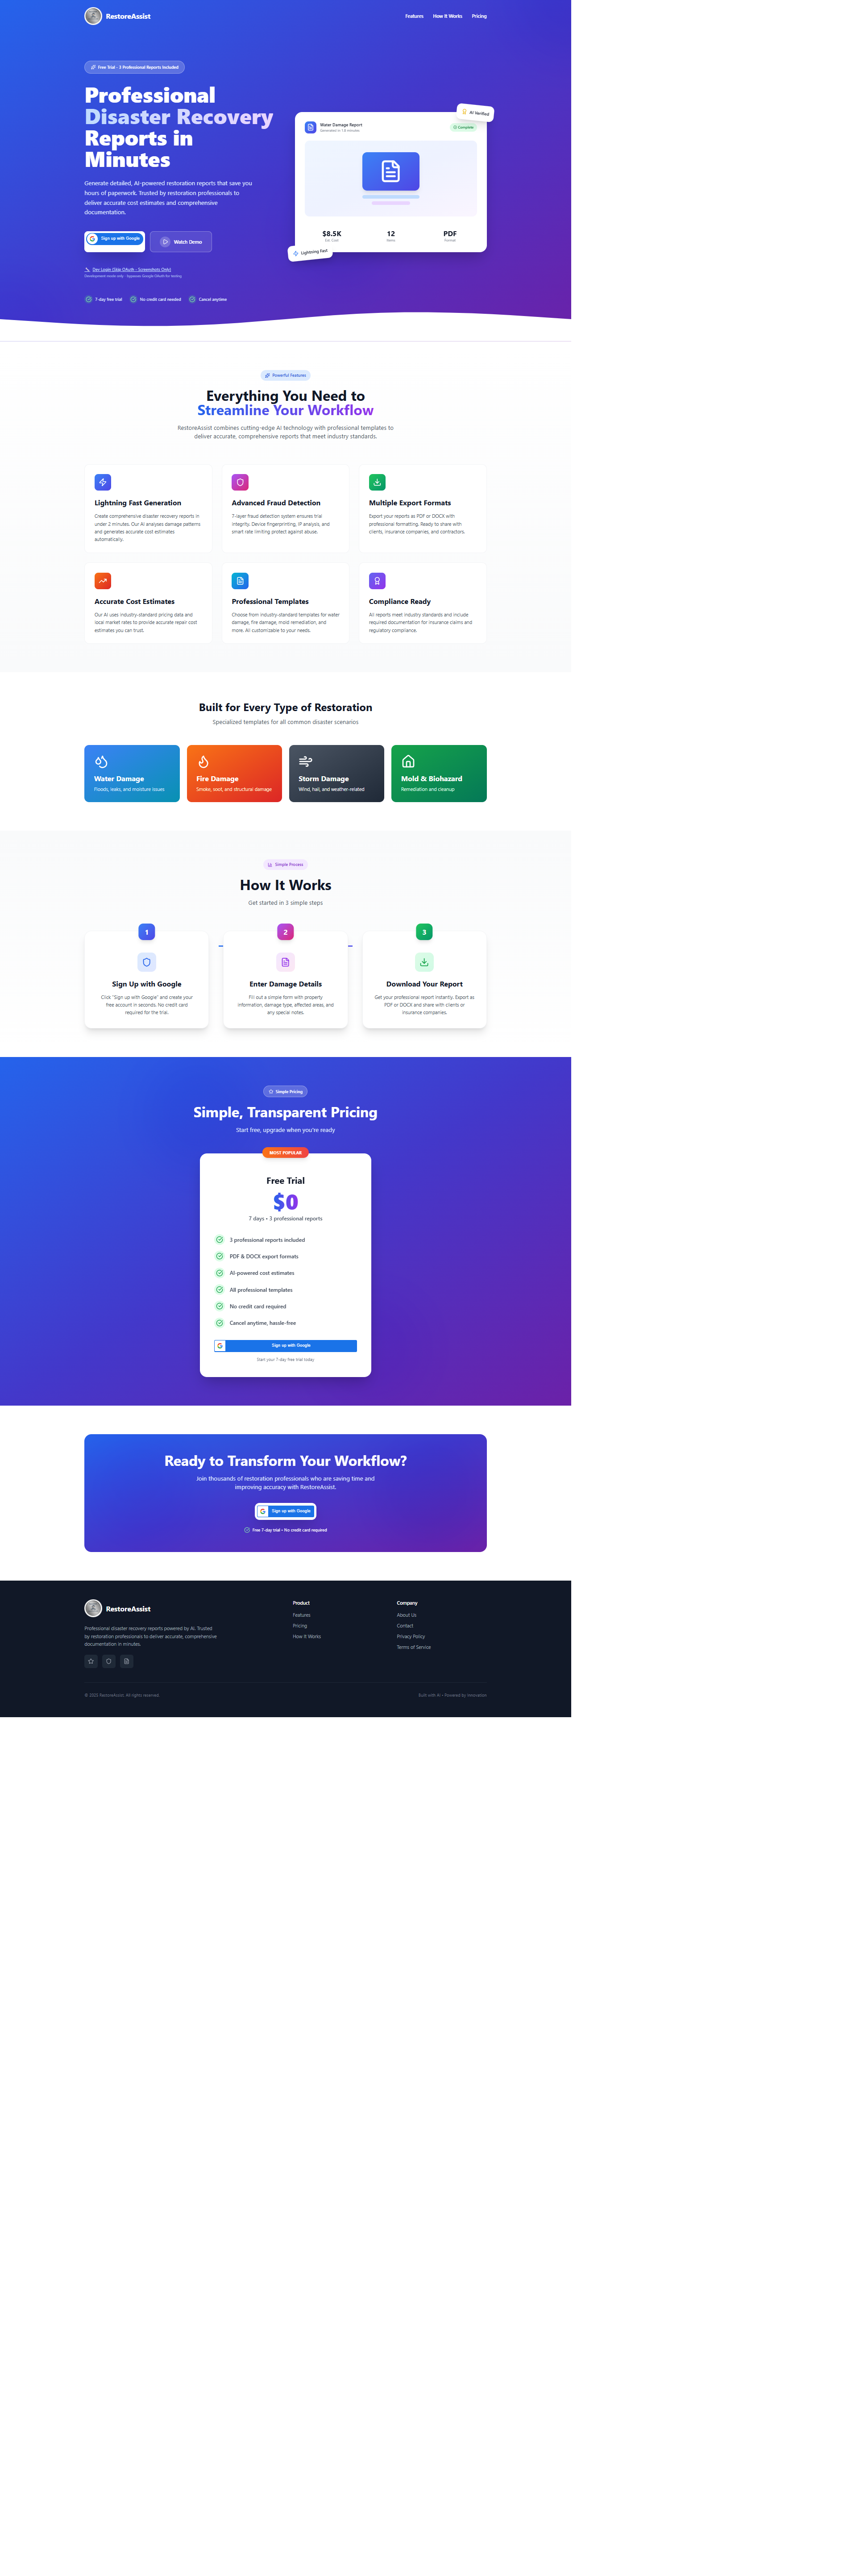 RestoreAssist
Features
How It Works
Pricing
Free Trial - 3 Professional Reports Included
Professional
Disaster Recovery
Reports in
Minutes
Generate detailed, AI-powered restoration reports that save you
hours of paperwork. Trusted by restoration professionals to
deliver accurate cost estimates and comprehensive
documentation.
Sign up with Google
Watch Demo
Dev Login (Skip OAuth - Screenshots Only)
Development mode only - bypasses Google OAuth for testing
7-day free trial
No credit card needed
Cancel anytime
AI Verified
Water Damage Report
Generated in 1.8 minutes
Complete
$8.5K
Est. Cost
12
Items
PDF
Format
Lightning Fast
Powerful Features
Everything You Need to
Streamline Your Workflow
RestoreAssist combines cutting-edge AI technology with professional templates to
deliver accurate, comprehensive reports that meet industry standards.
Lightning Fast Generation
Create comprehensive disaster recovery reports in
under 2 minutes. Our AI analyses damage patterns
and generates accurate cost estimates
automatically.
Advanced Fraud Detection
7-layer fraud detection system ensures trial
integrity. Device fingerprinting, IP analysis, and
smart rate limiting protect against abuse.
Multiple Export Formats
Export your reports as PDF or DOCX with
professional formatting. Ready to share with
clients, insurance companies, and contractors.
Accurate Cost Estimates
Our AI uses industry-standard pricing data and
local market rates to provide accurate repair cost
estimates you can trust.
Professional Templates
Choose from industry-standard templates for water
damage, fire damage, mold remediation, and
more. All customizable to your needs.
Compliance Ready
All reports meet industry standards and include
required documentation for insurance claims and
regulatory compliance.
Built for Every Type of Restoration
Specialized templates for all common disaster scenarios
Water Damage
Floods, leaks, and moisture issues
Fire Damage
Smoke, soot, and structural damage
Storm Damage
Wind, hail, and weather-related
Mold & Biohazard
Remediation and cleanup
Simple Process
How It Works
Get started in 3 simple steps
1
Sign Up with Google
Click "Sign up with Google" and create your
free account in seconds. No credit card
required for the trial.
2
Enter Damage Details
Fill out a simple form with property
information, damage type, affected areas, and
any special notes.
3
Download Your Report
Get your professional report instantly. Export as
PDF or DOCX and share with clients or
insurance companies.
Simple Pricing
Simple, Transparent Pricing
Start free, upgrade when you're ready
MOST POPULAR
Free Trial
$0
7 days • 3 professional reports
3 professional reports included
PDF & DOCX export formats
AI-powered cost estimates
All professional templates
No credit card required
Cancel anytime, hassle-free
Sign up with Google
Start your 7-day free trial today
Ready to Transform Your Workflow?
Join thousands of restoration professionals who are saving time and
improving accuracy with RestoreAssist.
Sign up with Google
Free 7-day trial • No credit card required
RestoreAssist
Professional disaster recovery reports powered by AI. Trusted
by restoration professionals to deliver accurate, comprehensive
documentation in minutes.
Product
Features
Pricing
How It Works
Company
About Us
Contact
Privacy Policy
Terms of Service
© 2025 RestoreAssist. All rights reserved.
Built with AI • Powered by Innovation